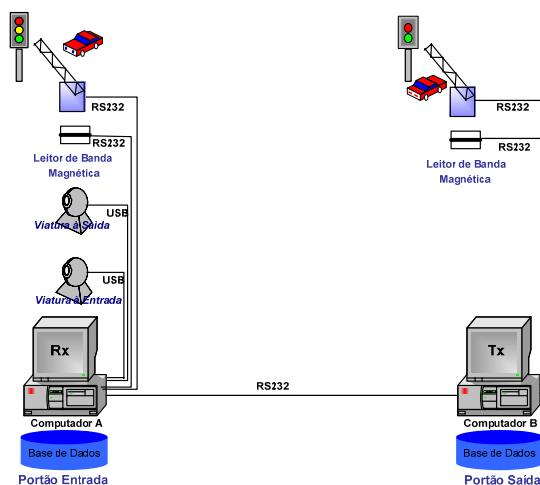 RS232
RS232
Leitor de Banda
Magnética
USB
Viatura à Saida
USB
Viatura à Entrada
Rx
Computador A
Base de Dados
Portão Entrada
RS232
RS232
RS232
Leitor de Banda
Magnética
Tx
Computador B
Base de Dados
Portão Saída